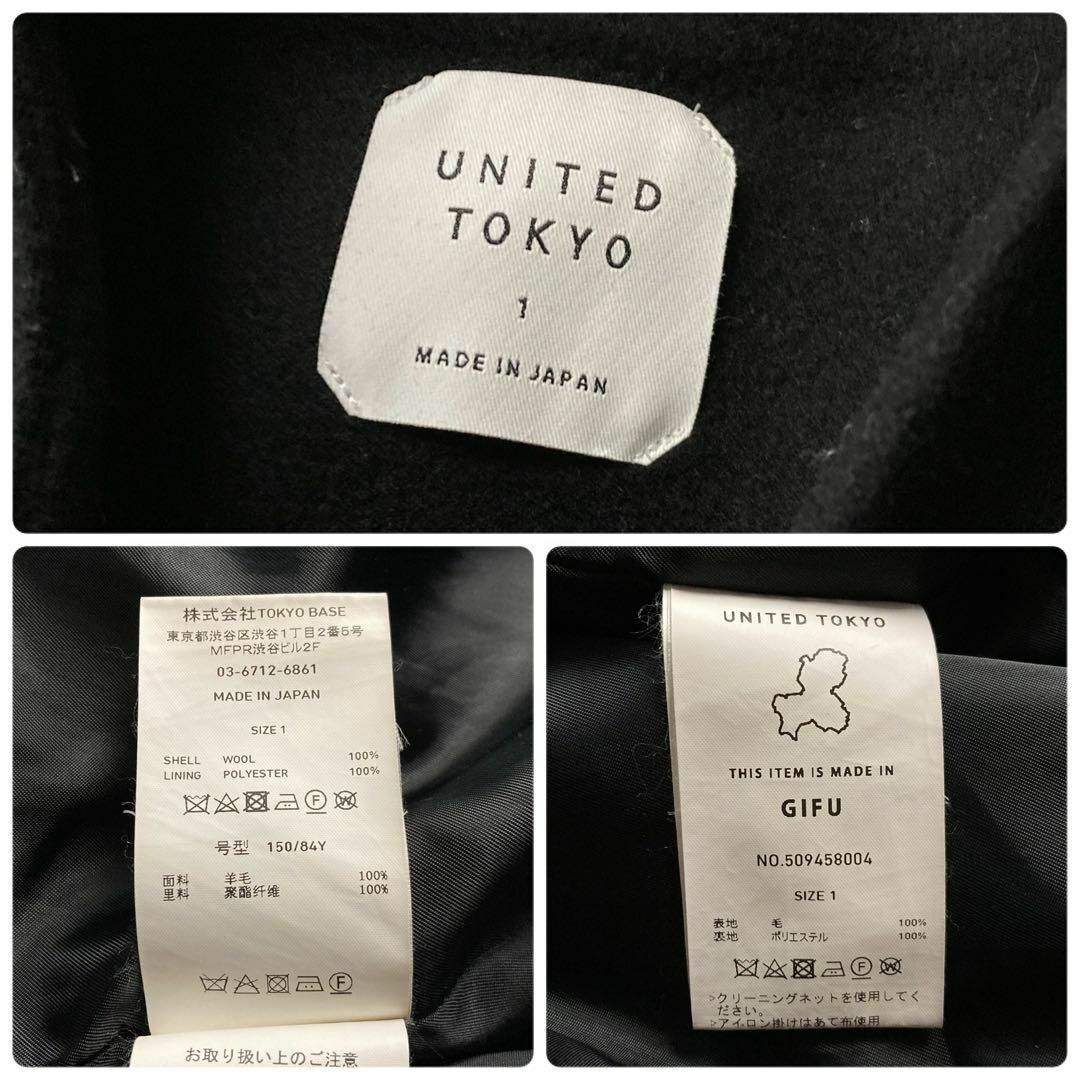 UNITED
TOKYO
1
MADE IN JAPAN
株式会社TOKYO BASE
東京都渋谷区渋谷1丁目2番5号
MFPR渋谷ビル2F
03-6712-6861
MADE IN JAPAN
SIZE 1
SHELL WOOL 100%
LINING POLYESTER 100%
F W
号型 150/84Y
面料 羊毛 100%
里料 聚酯纤维 100%
F
お取り扱い上のご注意
UNITED TOKYO
THIS ITEM IS MADE IN
GIFU
NO.509458004
SIZE 1
表地 毛 100%
裏地 ポリエステル 100%
F W
>クリーニングネットを使用してく
ださい。
>アイロン掛けはあて布使用